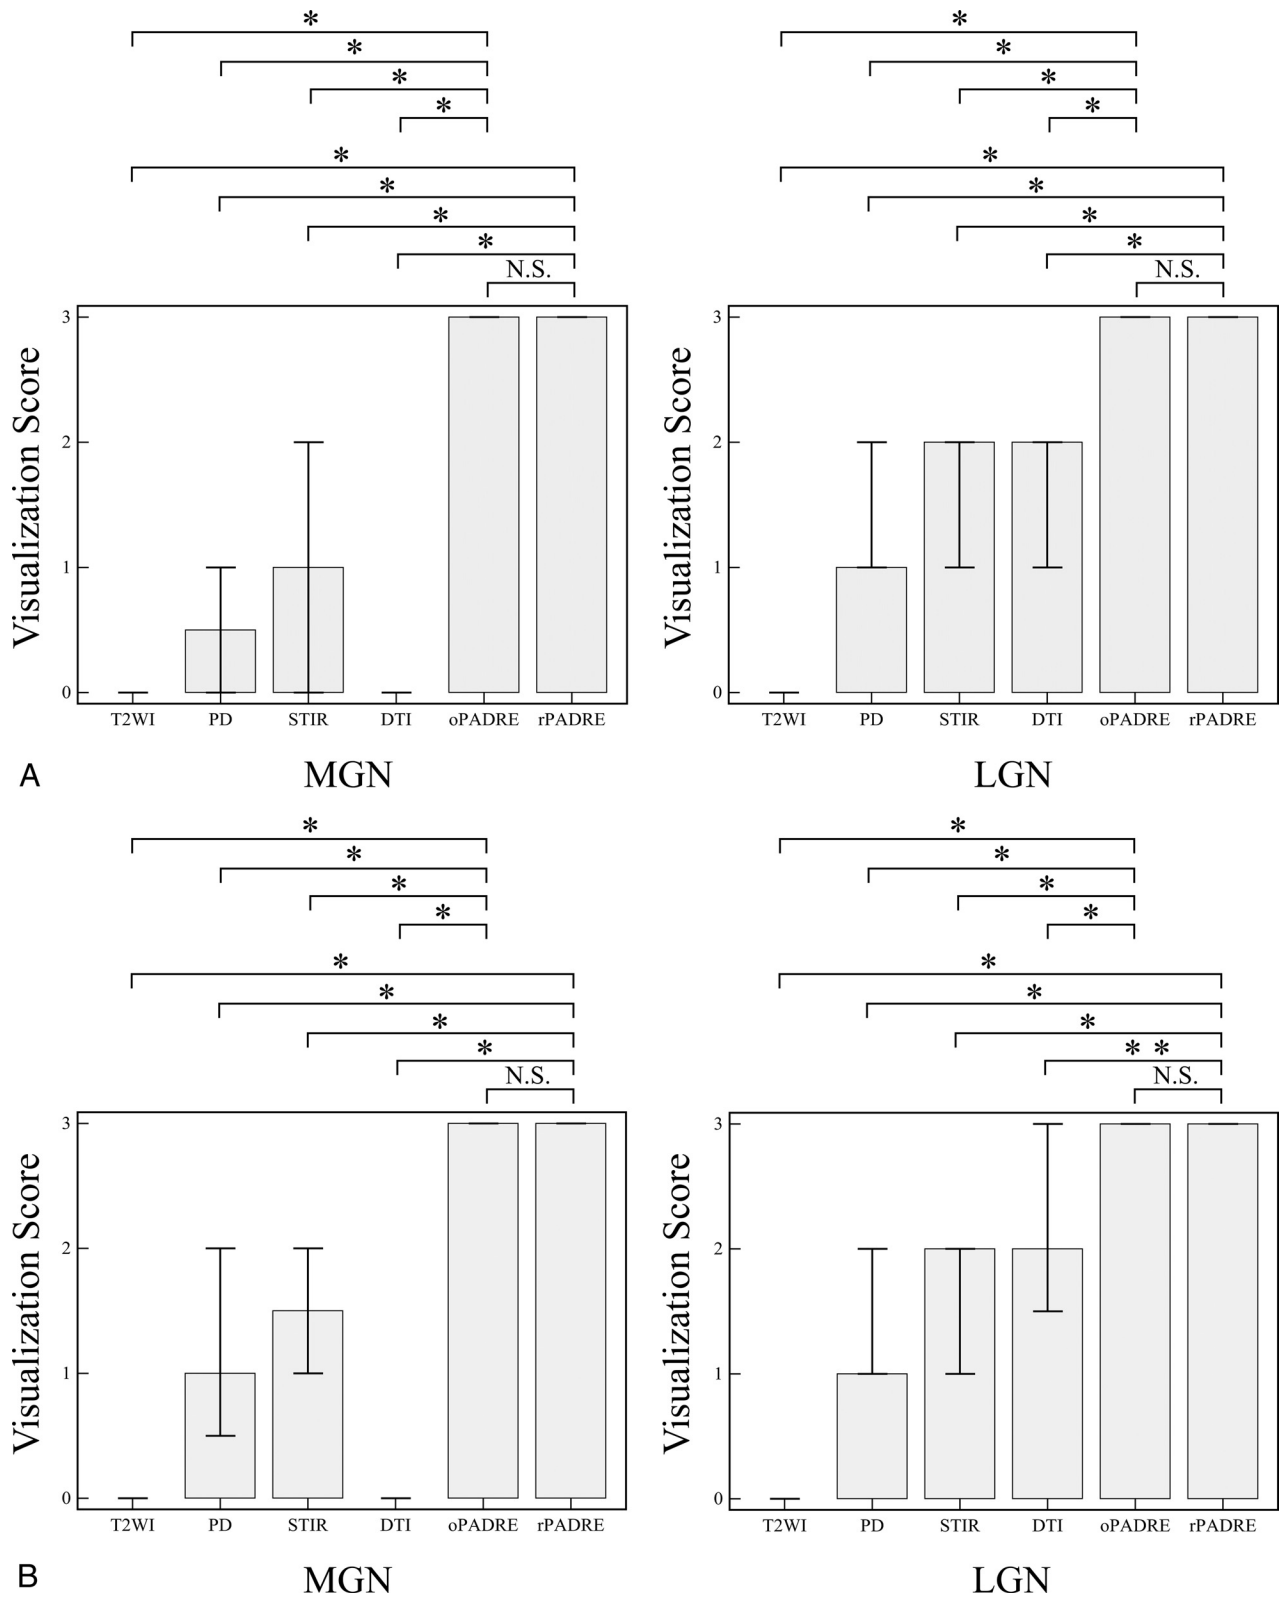 * *
* *
* *
* *
* *
* *
* *
* *
N.S. N.S.
Visualization Score
3
2
1
0
T2WI PD STIR DTI oPADRE rPADRE
Visualization Score
3
2
1
0
T2WI PD STIR DTI oPADRE rPADRE
A MGN LGN
* *
* *
* *
* *
* *
* *
* *
* * *
N.S. N.S.
Visualization Score
3
2
1
0
T2WI PD STIR DTI oPADRE rPADRE
Visualization Score
3
2
1
0
T2WI PD STIR DTI oPADRE rPADRE
B MGN LGN